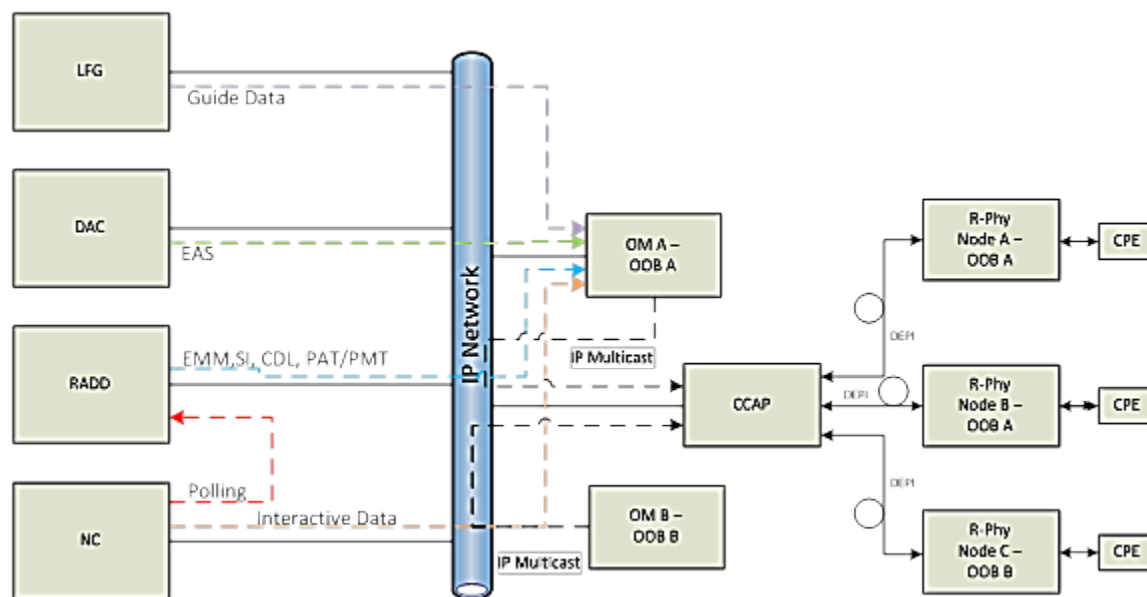 LFG
Guide Data
DAC
EAS
RADD
EMM,SI, CDL, PAT/PMT
NC
Polling
Interactive Data
IP Network
OM A –
OOB A
IP Multicast
CCAP
OM B –
OOB B
IP Multicast
DEPI
DEPI
DEPI
R-Phy
Node A –
OOB A
CPE
R-Phy
Node B –
OOB A
CPE
R-Phy
Node C –
OOB B
CPE